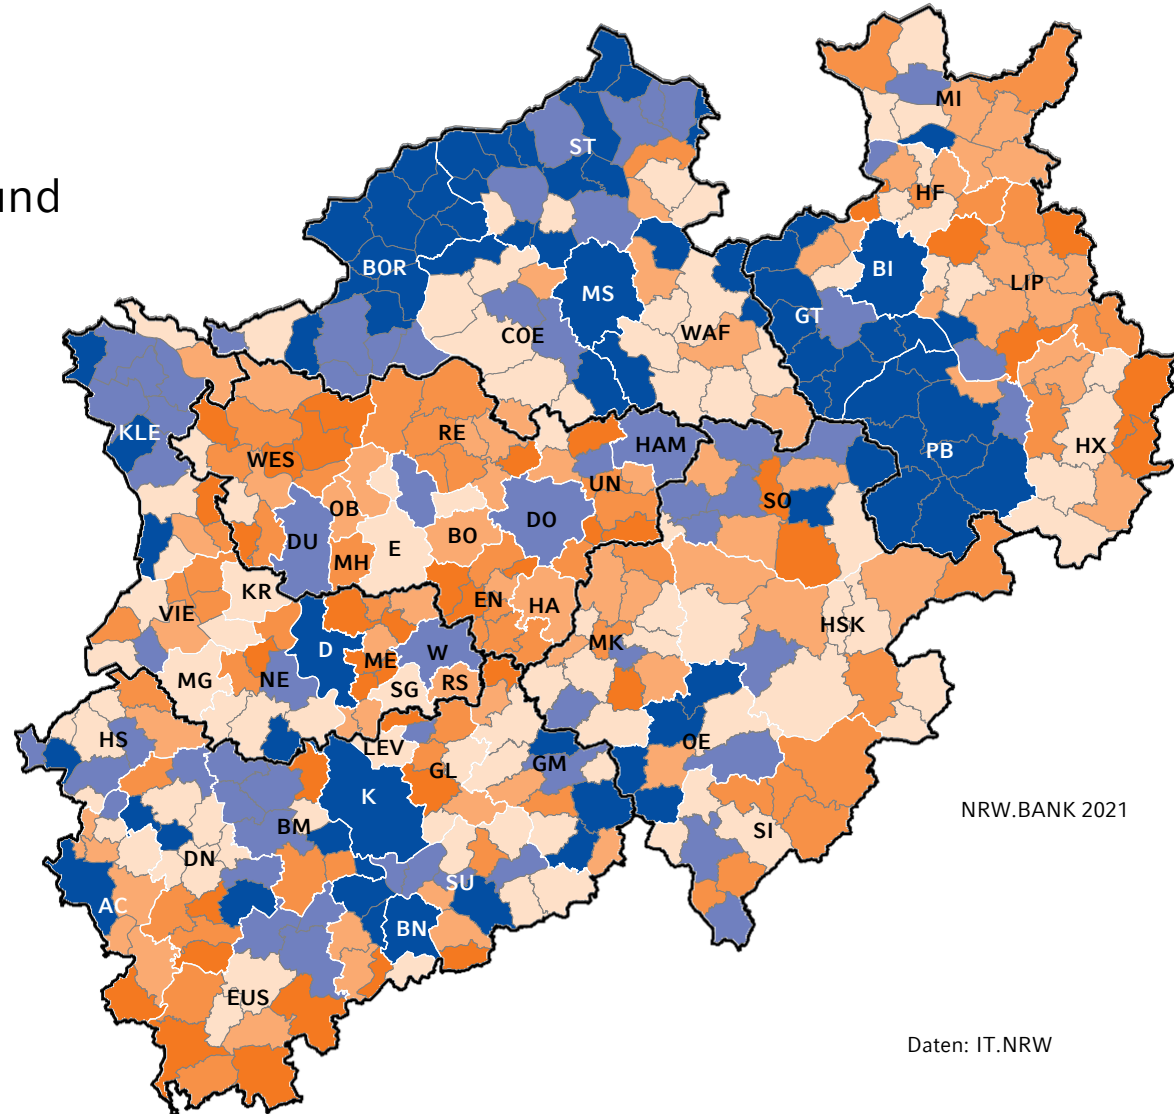 und
MI
ST
HF
BOR
BI
LIP
MS
GT
COE
WAF
KLE
RE
HAM
HX
WES
PB
UN
SO
OB
DO
DU
BO
E
MH
KR
EN
HA
VIE
HSK
MK
D
W
ME
MG
NE
SG
RS
HS
OE
LEV
GL
GM
K
NRW.BANK 2021
BM
SI
DN
SU
AC
BN
EUS
Daten: IT.NRW